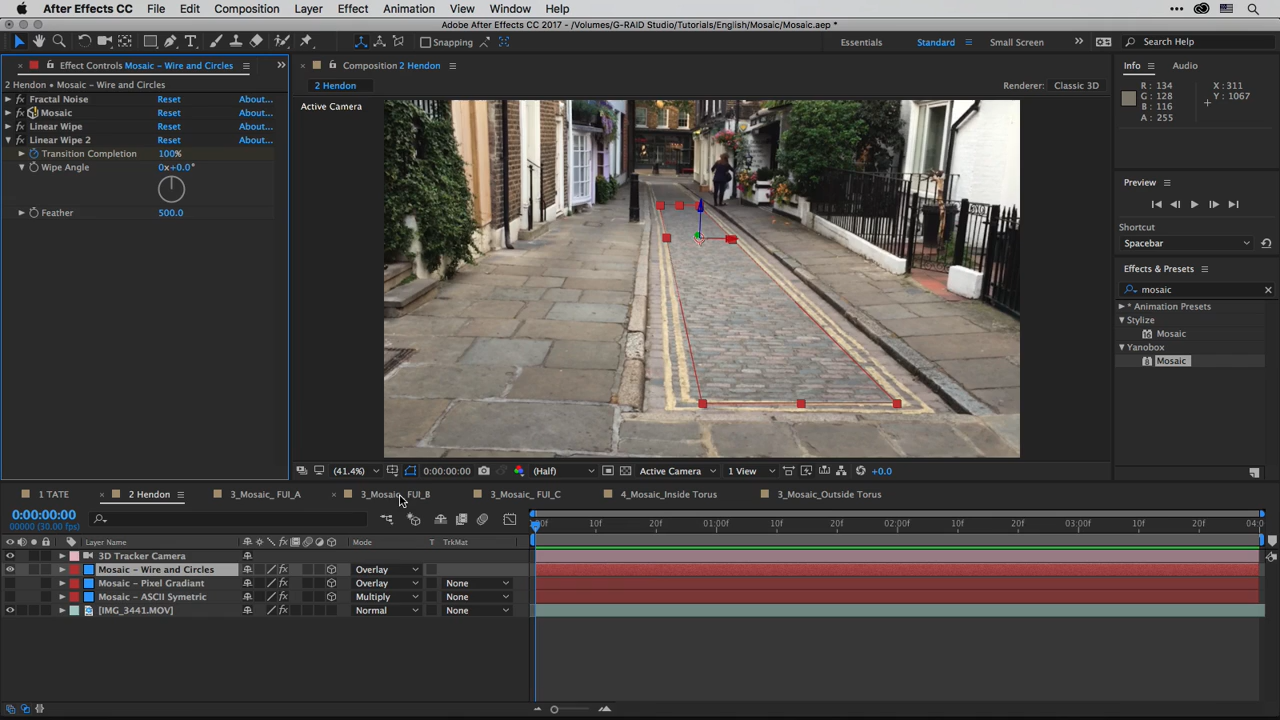 After Effects CC File Edit Composition Layer Effect Animation View Window Help
Adobe After Effects CC 2017 - /Volumes/G-RAID Studio/Tutorials/English/Mosaic/Mosaic.aep *
Snapping Essentials Standard Small Screen Search Help
Effect Controls Mosaic – Wire and Circles
Composition 2 Hendon
Info Audio
2 Hendon • Mosaic – Wire and Circles
2 Hendon
Renderer: Classic 3D
Fractal Noise Reset About...
Mosaic Reset About...
Linear Wipe Reset About...
Linear Wipe 2 Reset About...
Transition Completion 100%
Wipe Angle 0x+0.0°
Feather 500.0
Active Camera
R : 134
G : 128
B : 116
A : 255
X : 311
Y : 1067
Preview
Shortcut
Spacebar
Effects & Presets
mosaic
* Animation Presets
Stylize
Mosaic
Yanobox
Mosaic
(41.4%) 0:00:00:00 (Half) Active Camera 1 View +0.0
1 TATE 2 Hendon 3_Mosaic_ FUI_A 3_Mosaic_ FUI_B 3_Mosaic_ FUI_C 4_Mosaic_Inside Torus 3_Mosaic_Outside Torus
0:00:00:00
00000 (30.00 fps)
10f 20f 01:00f 10f 20f 02:00f 10f 20f 03:00f 10f 20f
Layer Name Mode T TrkMat
3D Tracker Camera
Mosaic – Wire and Circles Overlay
Mosaic – Pixel Gradiant Overlay None
Mosaic – ASCII Symetric Multiply None
[IMG_3441.MOV] Normal None